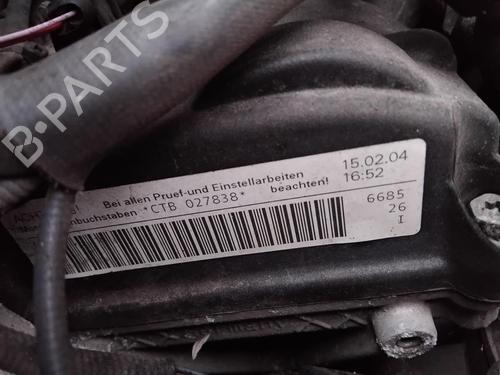 B-PARTS
Bei allen Pruef-und Einstellarbeiten
beachten!
nbuchstaben *CTB 027838*
15.02.04
16:52
6685
26
I